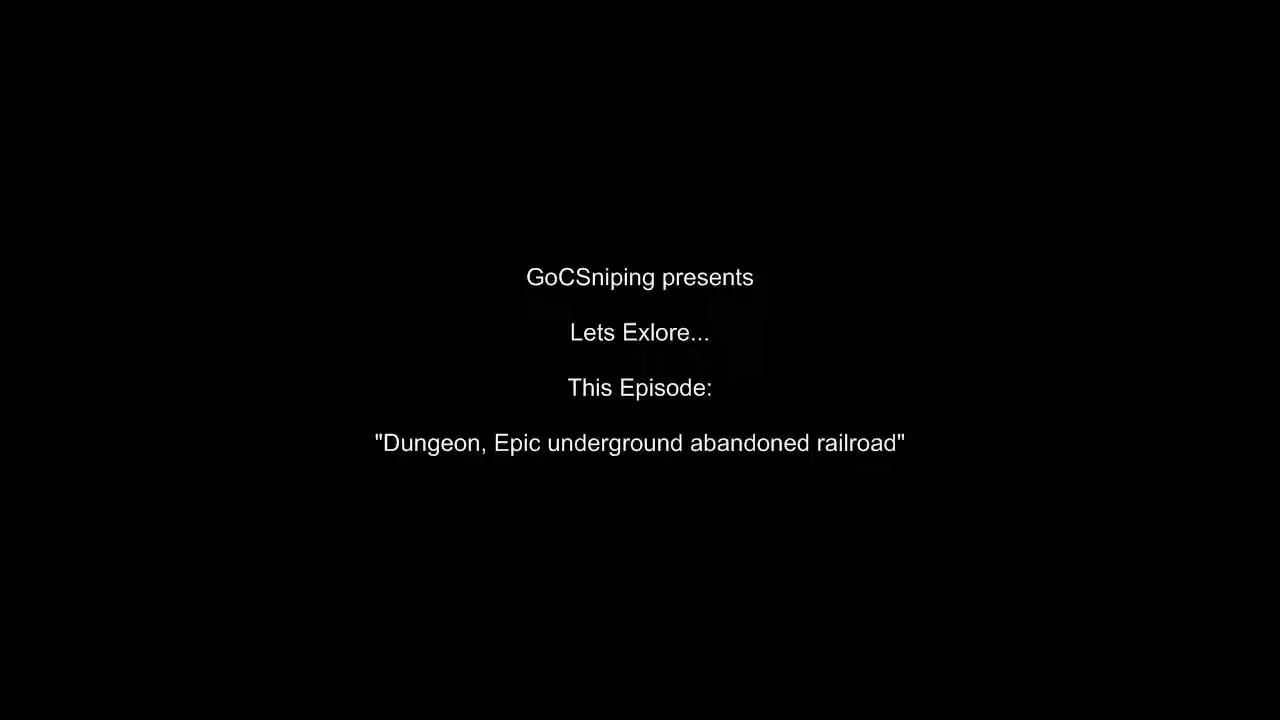 GoCSniping presents
Lets Exlore...
This Episode:
"Dungeon, Epic underground abandoned railroad"